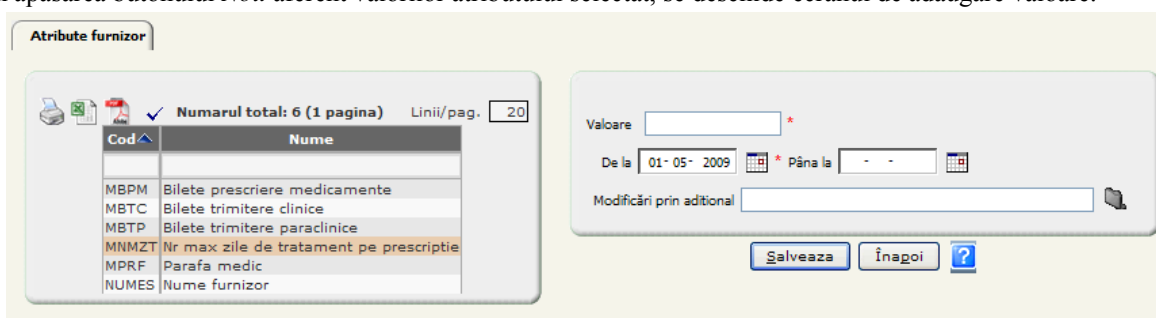 apăsarea butonului Nou aferent valorilor atributului selectat, se deschide ecranul de adăugare valoare.
Atribute furnizor
Numarul total: 6 (1 pagina) Linii/pag. 20
Cod Nume
MBPM Bilete prescriere medicamente
MBTC Bilete trimitere clinice
MBTP Bilete trimitere paraclinice
MNMZT Nr max zile de tratament pe prescriptie
MPRF Parafa medic
NUMES Nume furnizor
Valoare *
De la 01- 05- 2009 * Pâna la - -
Modificări prin aditional
Salveaza Înapoi ?